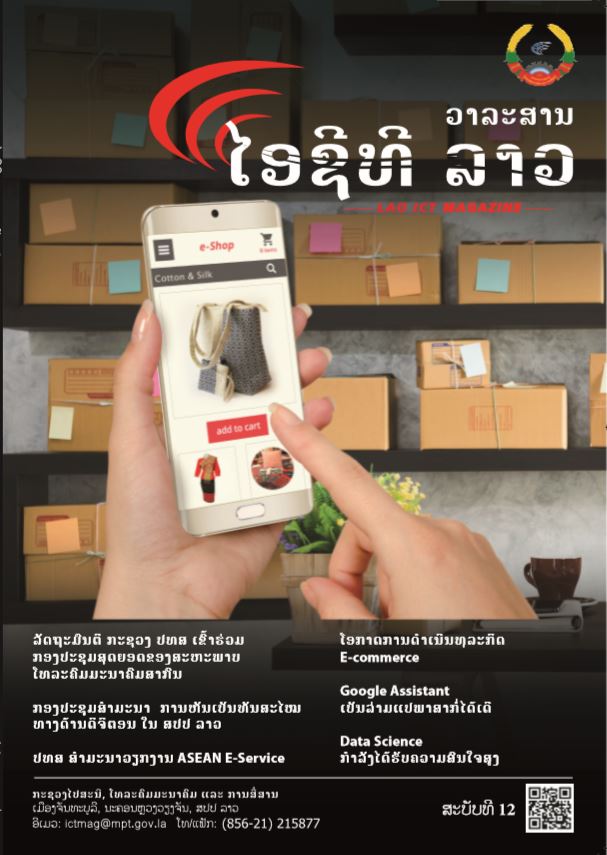 ວາລະສານ
ໄອຊີທີ ລາວ
LAO ICT MAGAZINE
e-Shop
Cotton & Silk
add to cart
ລັດຖະມົນຕີ ກະຊວງ ປທສ ເຂົ້າຮ່ວມ
ກອງປະຊຸມສຸດຍອດຂອງສະຫະພາບ
ໂທລະຄົມມະນາຄົມສາກົນ
ກອງປະຊຸມສຳມະນາ ການຫັນເປັນທັນສະໄໝ
ທາງດ້ານດິຈິຕອນ ໃນ ສປປ ລາວ
ປທສ ສຳມະນາວຽກງານ ASEAN E-Service
ໂອກາດການດຳເນີນທຸລະກິດ
E-commerce
Google Assistant
ເປັນລ່າມແປພາສາກໍ່ໄດ້ເດີ
Data Science
ກຳລັງໄດ້ຮັບຄວາມສົນໃຈສູງ
ກະຊວງໄປສະນີ, ໂທລະຄົມມະນາຄົມ ແລະ ການສື່ສານ
ເມືອງຈັນທະບູລີ, ນະຄອນຫຼວງວຽງຈັນ, ສປປ ລາວ
ອີເມວ: ictmag@mpt.gov.la ໂທ/ແຟັກ: (856-21) 215877
ສະບັບທີ 12